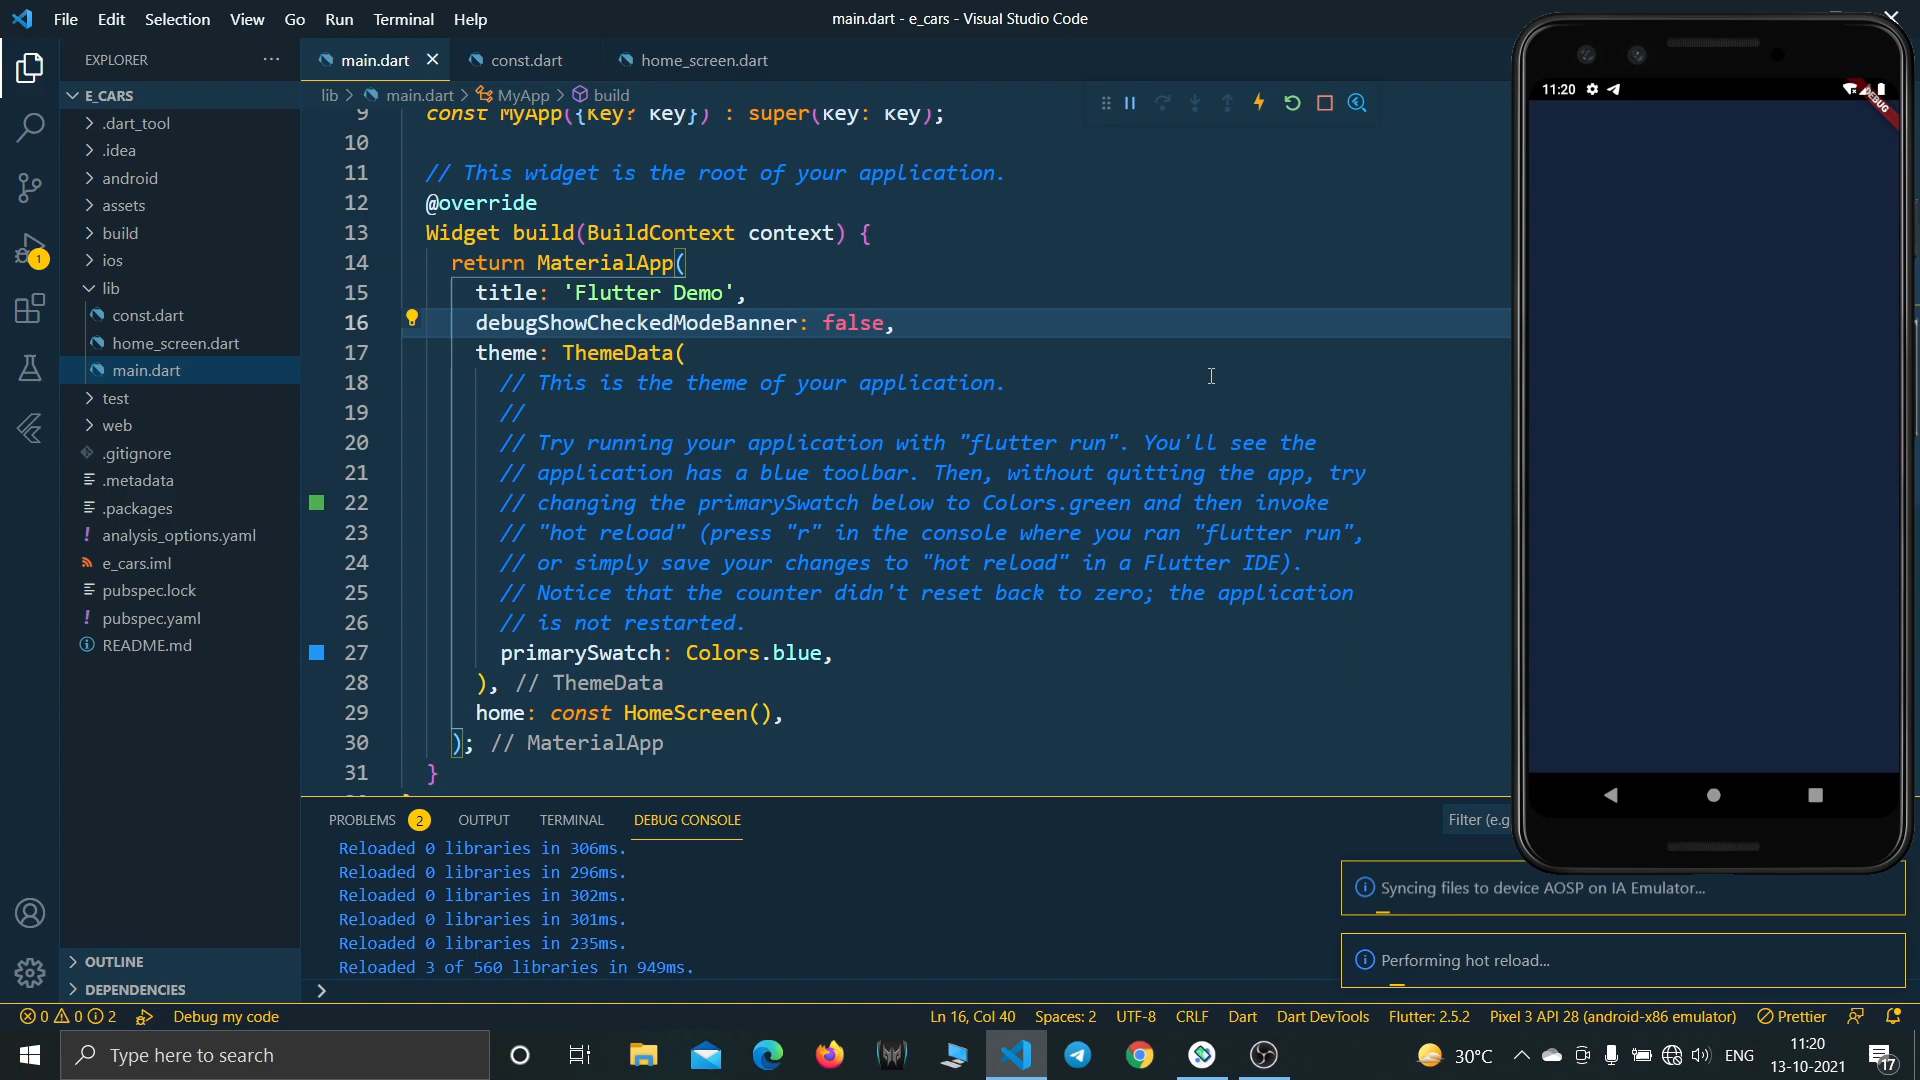 File Edit Selection View Go Run Terminal Help
main.dart - e_cars - Visual Studio Code
EXPLORER
E_CARS
.dart_tool
.idea
android
assets
build
ios
lib
const.dart
home_screen.dart
main.dart
test
web
.gitignore
.metadata
.packages
analysis_options.yaml
e_cars.iml
pubspec.lock
pubspec.yaml
README.md
OUTLINE
DEPENDENCIES
main.dart const.dart home_screen.dart
lib > main.dart > MyApp > build
9 const MyApp({Key? key}) : super(key: key);
10
11 // This widget is the root of your application.
12 @override
13 Widget build(BuildContext context) {
14 return MaterialApp(
15 title: 'Flutter Demo',
16 debugShowCheckedModeBanner: false,
17 theme: ThemeData(
18 // This is the theme of your application.
19 //
20 // Try running your application with "flutter run". You'll see the
21 // application has a blue toolbar. Then, without quitting the app, try
22 // changing the primarySwatch below to Colors.green and then invoke
23 // "hot reload" (press "r" in the console where you ran "flutter run",
24 // or simply save your changes to "hot reload" in a Flutter IDE).
25 // Notice that the counter didn't reset back to zero; the application
26 // is not restarted.
27 primarySwatch: Colors.blue,
28 ), // ThemeData
29 home: const HomeScreen(),
30 ); // MaterialApp
31 }
11:20
DEBUG
PROBLEMS 2 OUTPUT TERMINAL DEBUG CONSOLE
Filter (e.g
Reloaded 0 libraries in 306ms.
Reloaded 0 libraries in 296ms.
Reloaded 0 libraries in 302ms.
Reloaded 0 libraries in 301ms.
Reloaded 0 libraries in 235ms.
Reloaded 3 of 560 libraries in 949ms.
Syncing files to device AOSP on IA Emulator...
Performing hot reload...
0 0 2 Debug my code
Ln 16, Col 40 Spaces: 2 UTF-8 CRLF Dart Dart DevTools Flutter: 2.5.2 Pixel 3 API 28 (android-x86 emulator) Prettier
Type here to search
30°C ENG
11:20
13-10-2021
17
1